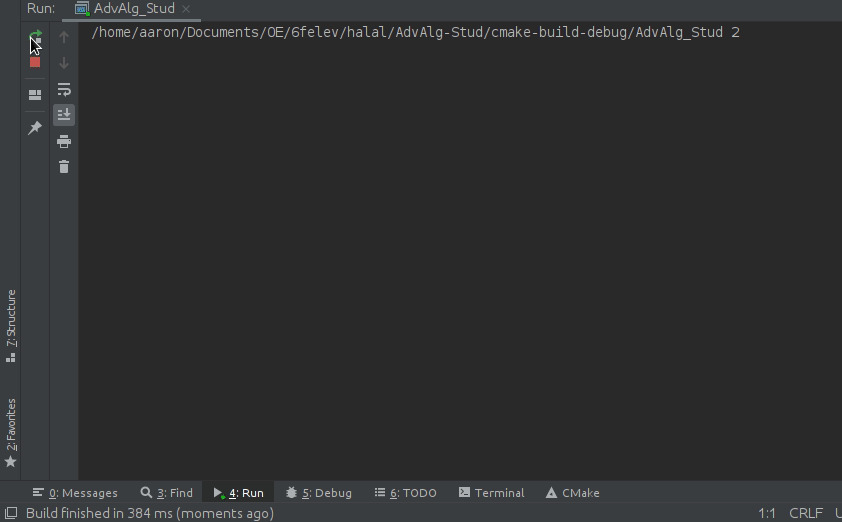 Run: AdvAlg_Stud
/home/aaron/Documents/OE/6felev/halal/AdvAlg-Stud/cmake-build-debug/AdvAlg_Stud 2
7: Structure
2: Favorites
0: Messages 3: Find 4: Run 5: Debug 6: TODO Terminal CMake
Build finished in 384 ms (moments ago) 1:1 CRLF